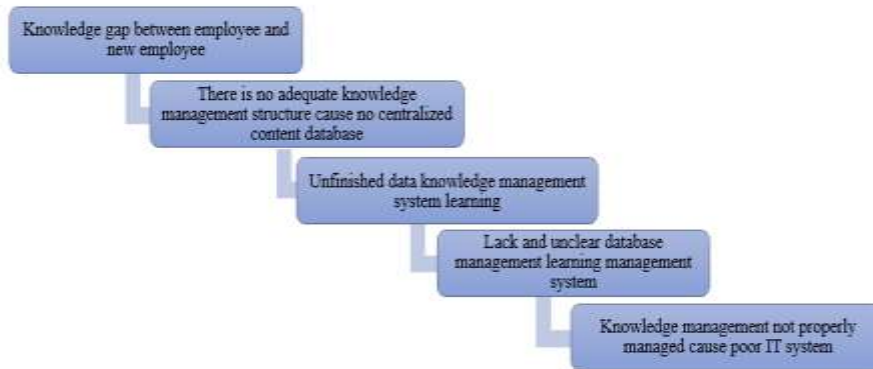 Knowledge gap between employee and
new employee
There is no adequate knowledge
management structure cause no centralized
content database
Unfinished data knowledge management
system learning
Lack and unclear database
management learning management
system
Knowledge management not properly
managed cause poor IT system